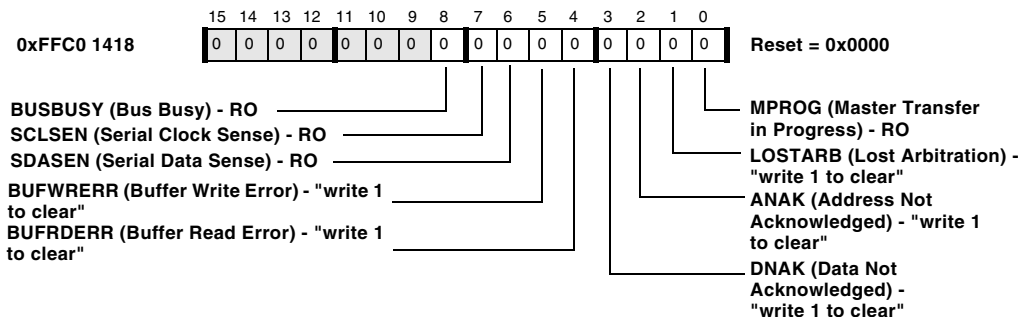 15 14 13 12 11 10 9 8 7 6 5 4 3 2 1 0
0xFFC0 1418
0 0 0 0 0 0 0 0 0 0 0 0 0 0 0 0
Reset = 0x0000
BUSBUSY (Bus Busy) - RO
SCLSEN (Serial Clock Sense) - RO
SDASEN (Serial Data Sense) - RO
BUFWRERR (Buffer Write Error) - "write 1
to clear"
BUFRDERR (Buffer Read Error) - "write 1
to clear"
MPROG (Master Transfer
in Progress) - RO
LOSTARB (Lost Arbitration) -
"write 1 to clear"
ANAK (Address Not
Acknowledged) - "write 1
to clear"
DNAK (Data Not
Acknowledged) -
"write 1 to clear"